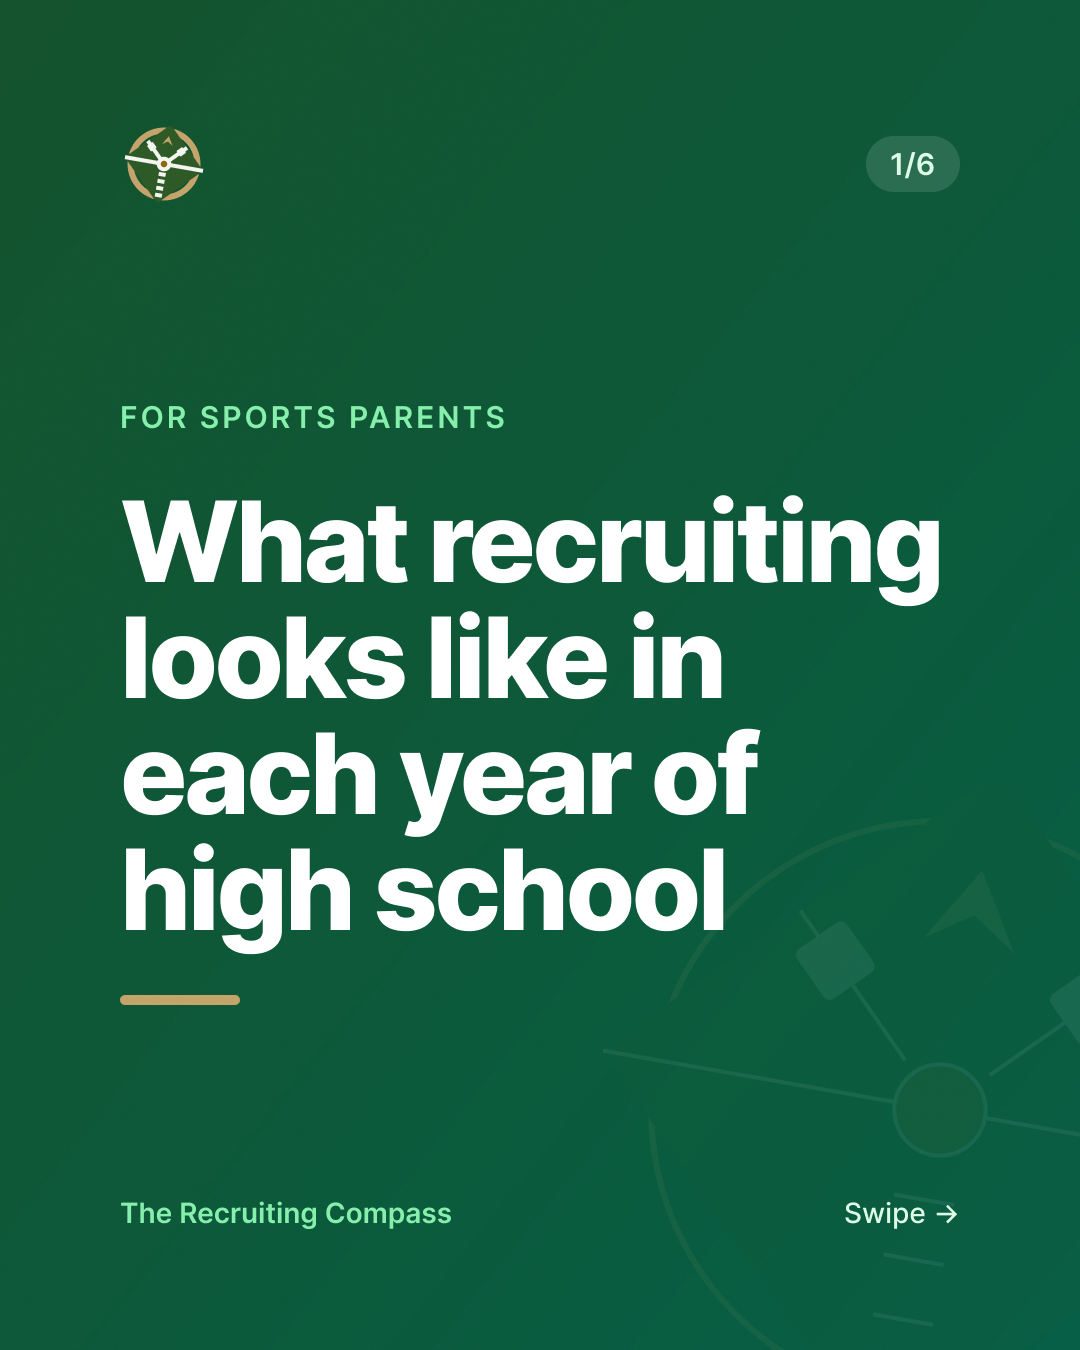 1/6
FOR SPORTS PARENTS
What recruiting
looks like in
each year of
high school
The Recruiting Compass
Swipe →